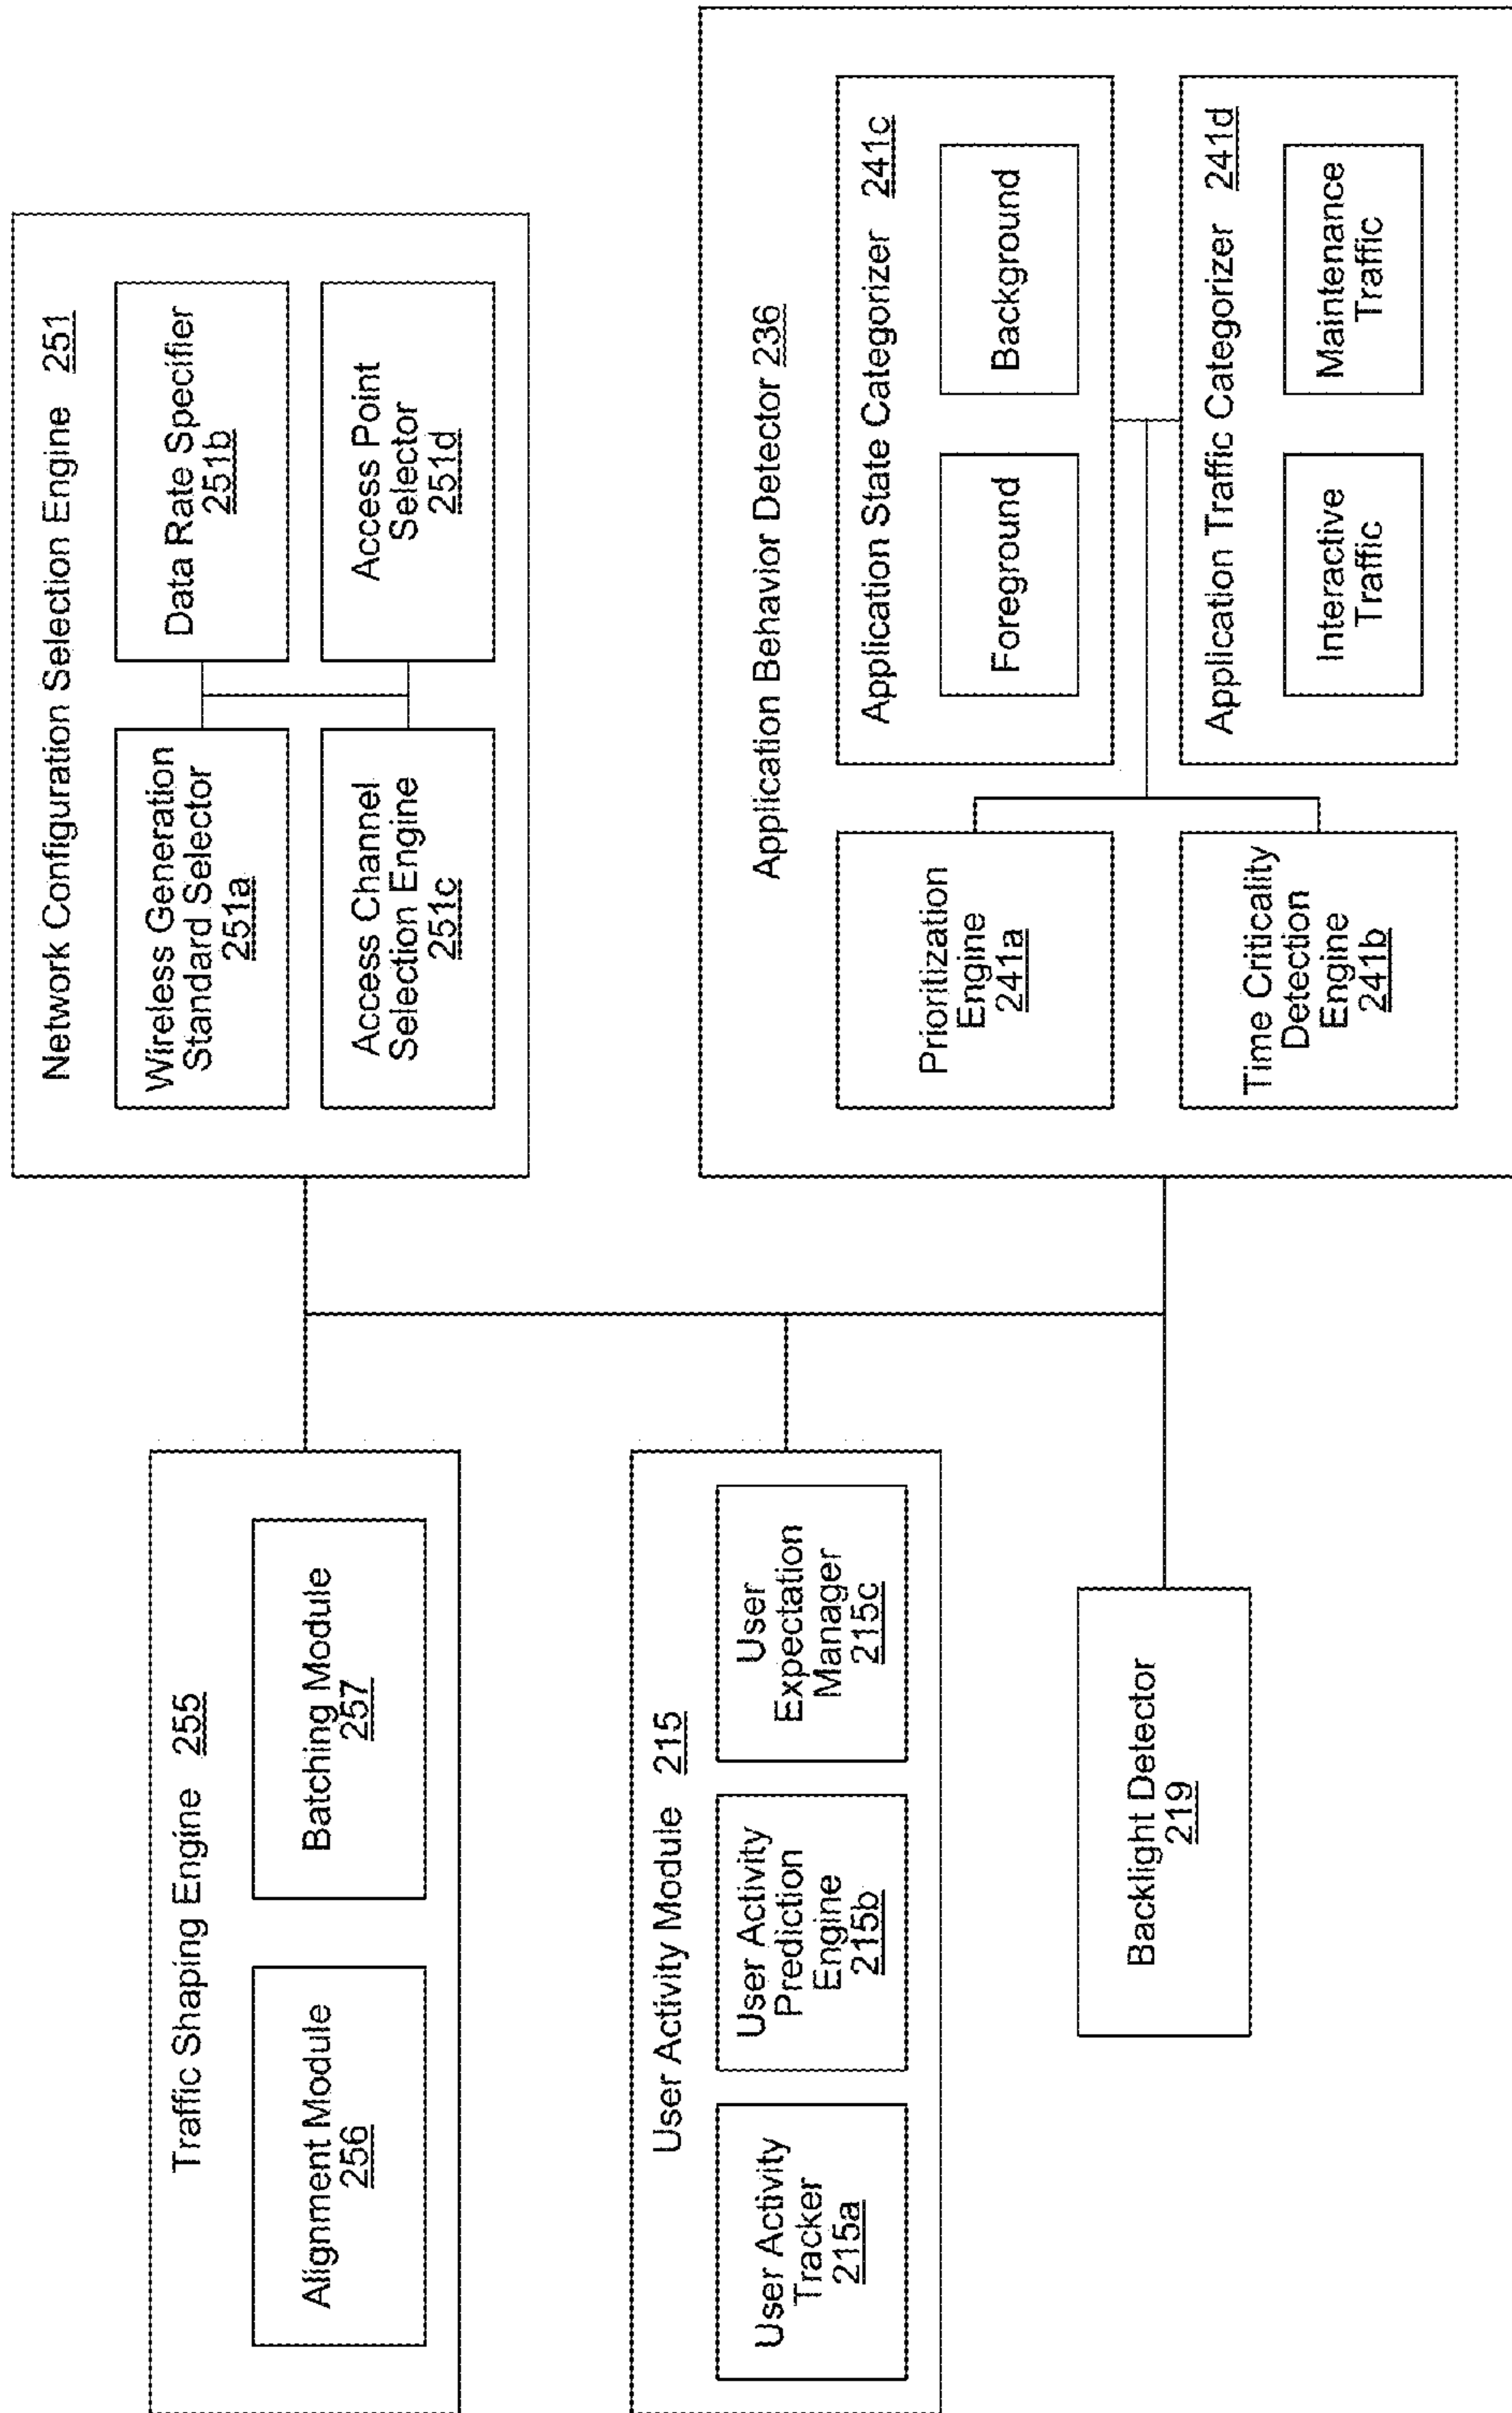 Traffic Shaping Engine 255
Alignment Module
256
Batching Module
257
User Activity Module 215
User Activity
Tracker
215a
User Activity
Prediction
Engine
215b
User
Expectation
Manager
215c
Backlight Detector
219
Network Configuration Selection Engine 251
Wireless Generation
Standard Selector
251a
Data Rate Specifier
251b
Access Channel
Selection Engine
251c
Access Point
Selector
251d
Application Behavior Detector 236
Prioritization
Engine
241a
Time Criticality
Detection
Engine
241b
Application State Categorizer 241c
Foreground
Background
Application Traffic Categorizer 241d
Interactive
Traffic
Maintenance
Traffic